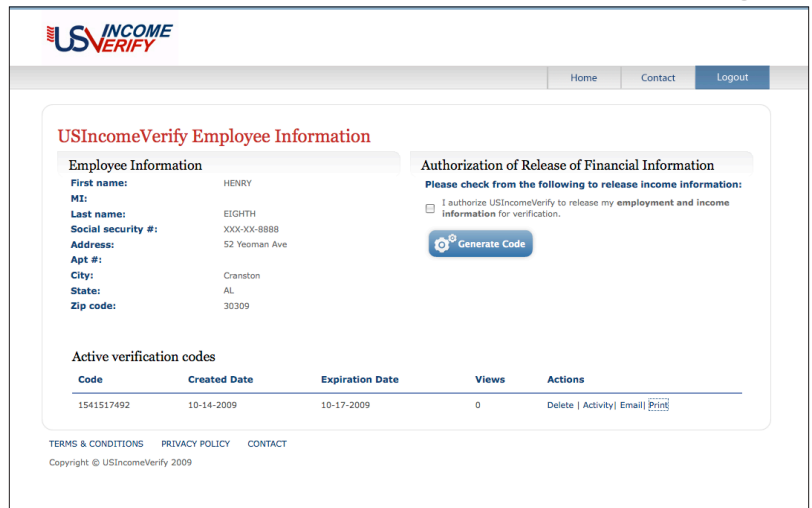 US INCOME
VERIFY
Home Contact Logout
USIncomeVerify Employee Information
Employee Information
First name: HENRY
MI:
Last name: EIGHTH
Social security #: XXX-XX-8888
Address: 52 Yeoman Ave
Apt #:
City: Cranston
State: AL
Zip code: 30309
Authorization of Release of Financial Information
Please check from the following to release income information:
I authorize USIncomeVerify to release my employment and income
information for verification.
Generate Code
Active verification codes
Code Created Date Expiration Date Views Actions
1541517492 10-14-2009 10-17-2009 0 Delete | Activity| Email| Print
TERMS & CONDITIONS PRIVACY POLICY CONTACT
Copyright © USIncomeVerify 2009